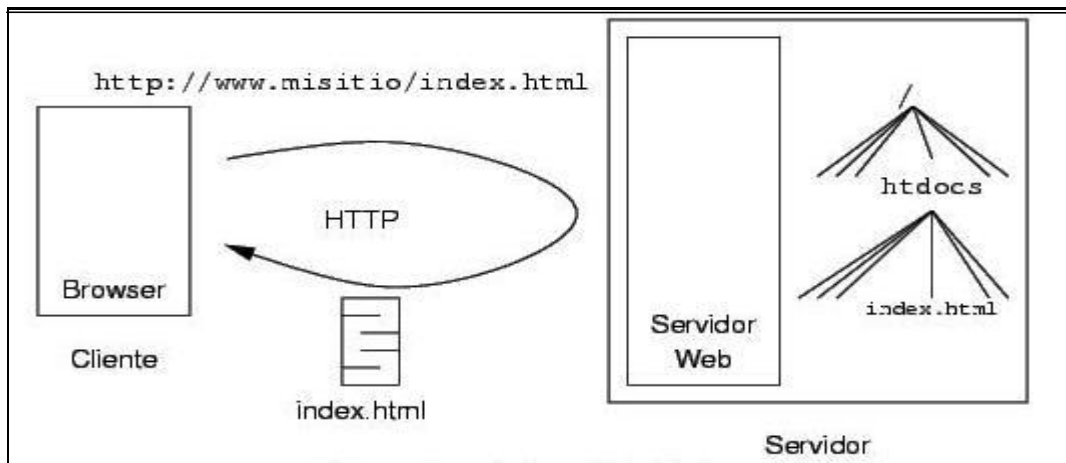 http://www.misitio/index.html
/
htdocs
HTTP
Browser
index.html
Servidor
Web
Cliente
index.html
Servidor